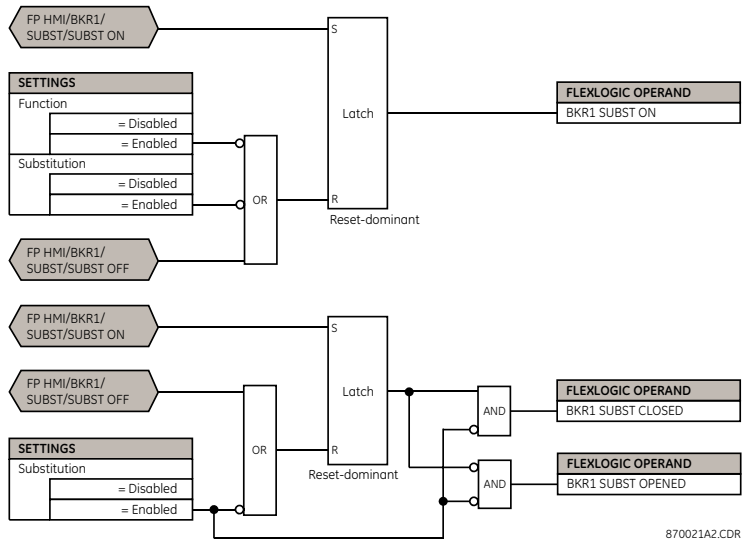 FP HMI/BKR1/
SUBST/SUBST ON
S
SETTINGS
FLEXLOGIC OPERAND
Function
Latch
BKR1 SUBST ON
= Disabled
= Enabled
Substitution
= Disabled
OR
= Enabled
R
Reset-dominant
FP HMI/BKR1/
SUBST/SUBST OFF
FP HMI/BKR1/
SUBST/SUBST ON
S
FP HMI/BKR1/
SUBST/SUBST OFF
Latch
FLEXLOGIC OPERAND
AND
BKR1 SUBST CLOSED
SETTINGS
OR
R
Substitution
Reset-dominant
FLEXLOGIC OPERAND
= Disabled
AND
BKR1 SUBST OPENED
= Enabled
870021A2.CDR